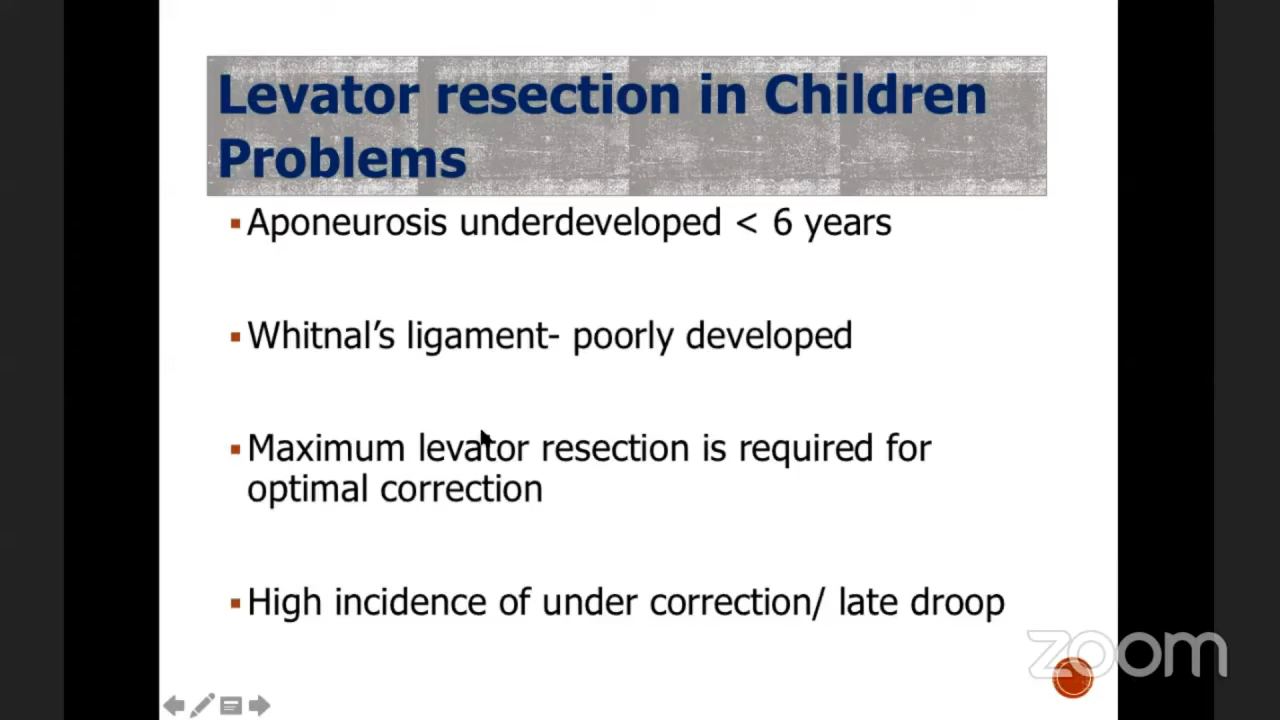 Levator resection in Children
Problems
Aponeurosis underdeveloped < 6 years
Whitnal’s ligament- poorly developed
Maximum levator resection is required for
optimal correction
High incidence of under correction/ late droop
zoom